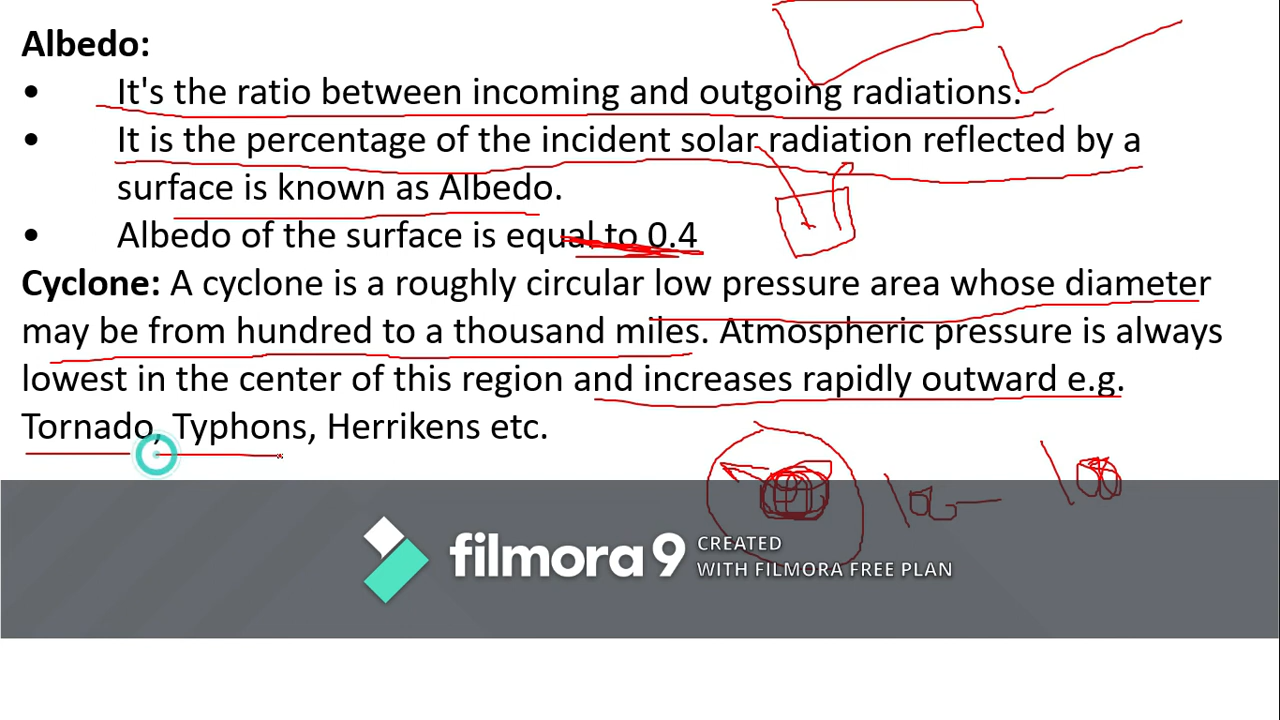 Albedo:
• It's the ratio between incoming and outgoing radiations.
• It is the percentage of the incident solar radiation reflected by a
surface is known as Albedo.
• Albedo of the surface is equal to 0.4
Cyclone: A cyclone is a roughly circular low pressure area whose diameter
may be from hundred to a thousand miles. Atmospheric pressure is always
lowest in the center of this region and increases rapidly outward e.g.
Tornado, Typhons, Herrikens etc.
filmora 9
CREATED
WITH FILMORA FREE PLAN